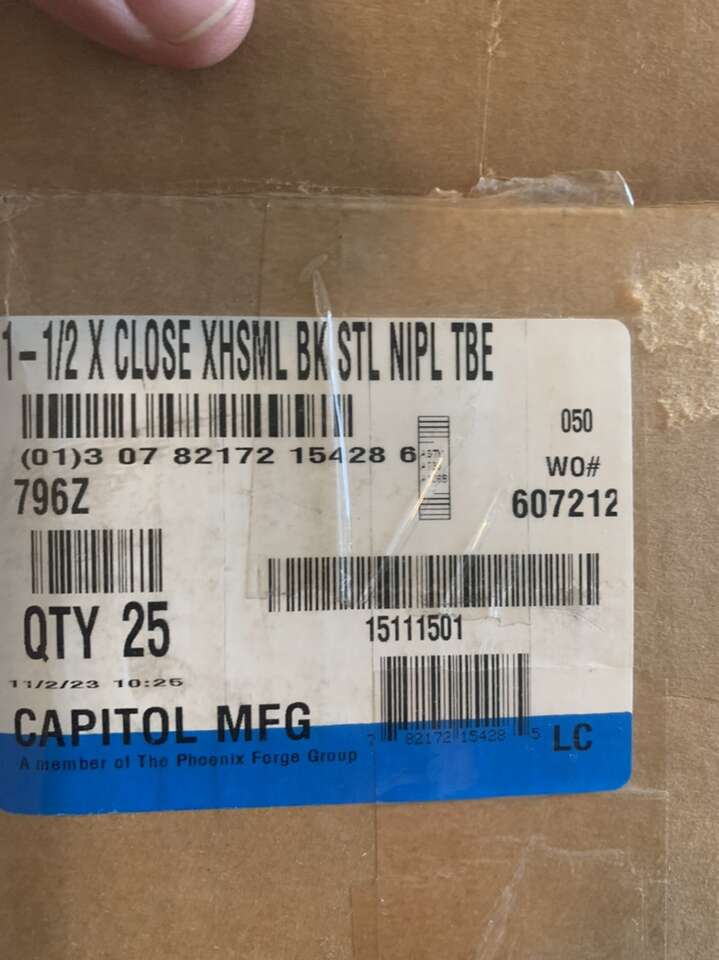 1-1/2 X CLOSE XHSML BK STL NIPL TBE
(01)3 07 82172 15428 6
050
796Z
WO#
607212
QTY 25
15111501
11/2/23 10:25
CAPITOL MFG
7 82172 15428 5
LC
A member of The Phoenix Forge Group